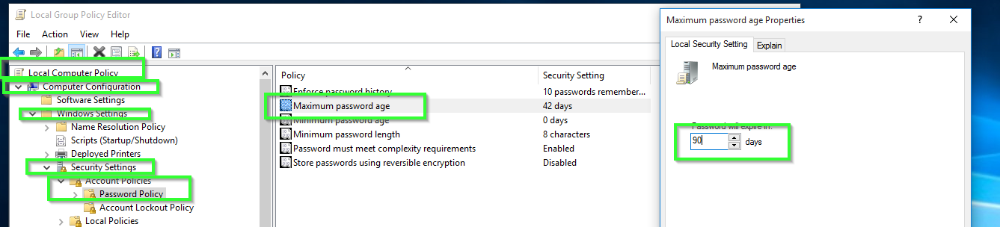 Local Group Policy Editor
File Action View Help
Local Computer Policy
Computer Configuration
Software Settings
Windows Settings
Name Resolution Policy
Scripts (Startup/Shutdown)
Deployed Printers
Security Settings
Account Policies
Password Policy
Account Lockout Policy
Local Policies
Policy Security Setting
Enforce password history 10 passwords remember...
Maximum password age 42 days
Minimum password age 0 days
Minimum password length 8 characters
Password must meet complexity requirements Enabled
Store passwords using reversible encryption Disabled
Maximum password age Properties
Local Security Setting Explain
Maximum password age
Password will expire in:
90 days